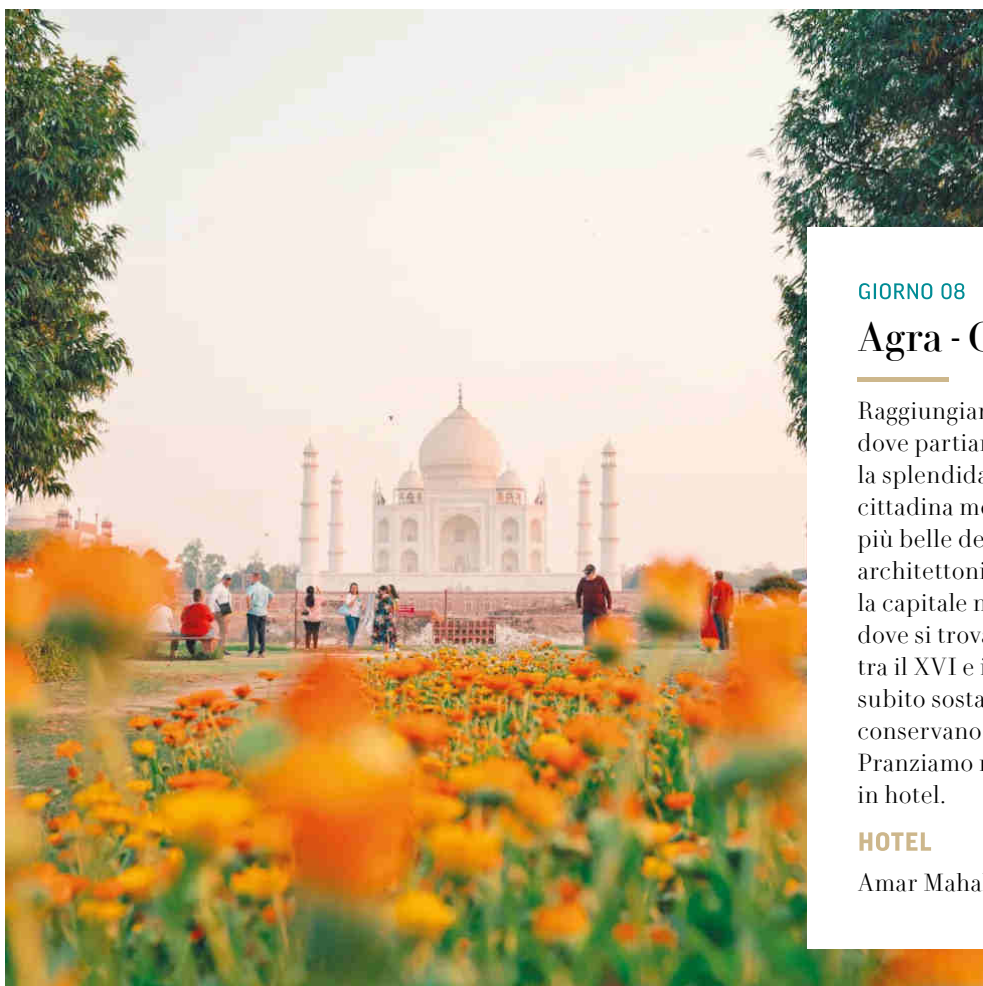 GIORNO 08
Agra -
Raggiungiar
dove partiar
la splendida
cittadina me
più belle de
architettoni
la capitale
dove si trova
tra il XVI e i
subito sosta
conservano
Pranziamo
in hotel.
HOTEL
Amar Maha